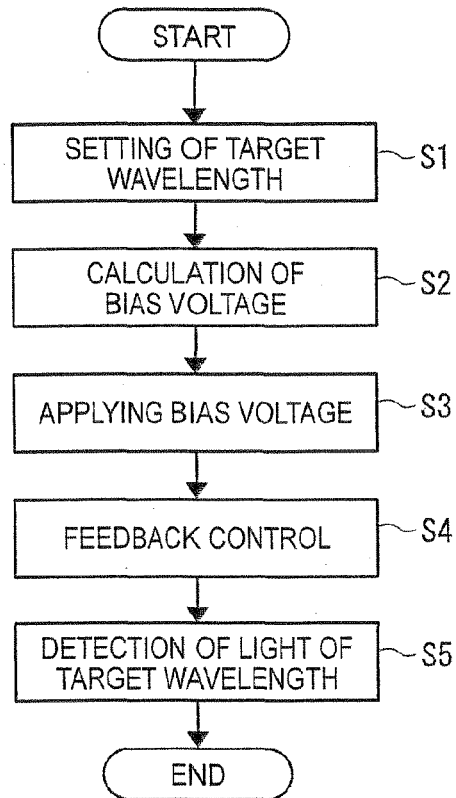 START
SETTING OF TARGET
WAVELENGTH
S1
CALCULATION OF
BIAS VOLTAGE
S2
APPLYING BIAS VOLTAGE
S3
FEEDBACK CONTROL
S4
DETECTION OF LIGHT OF
TARGET WAVELENGTH
S5
END